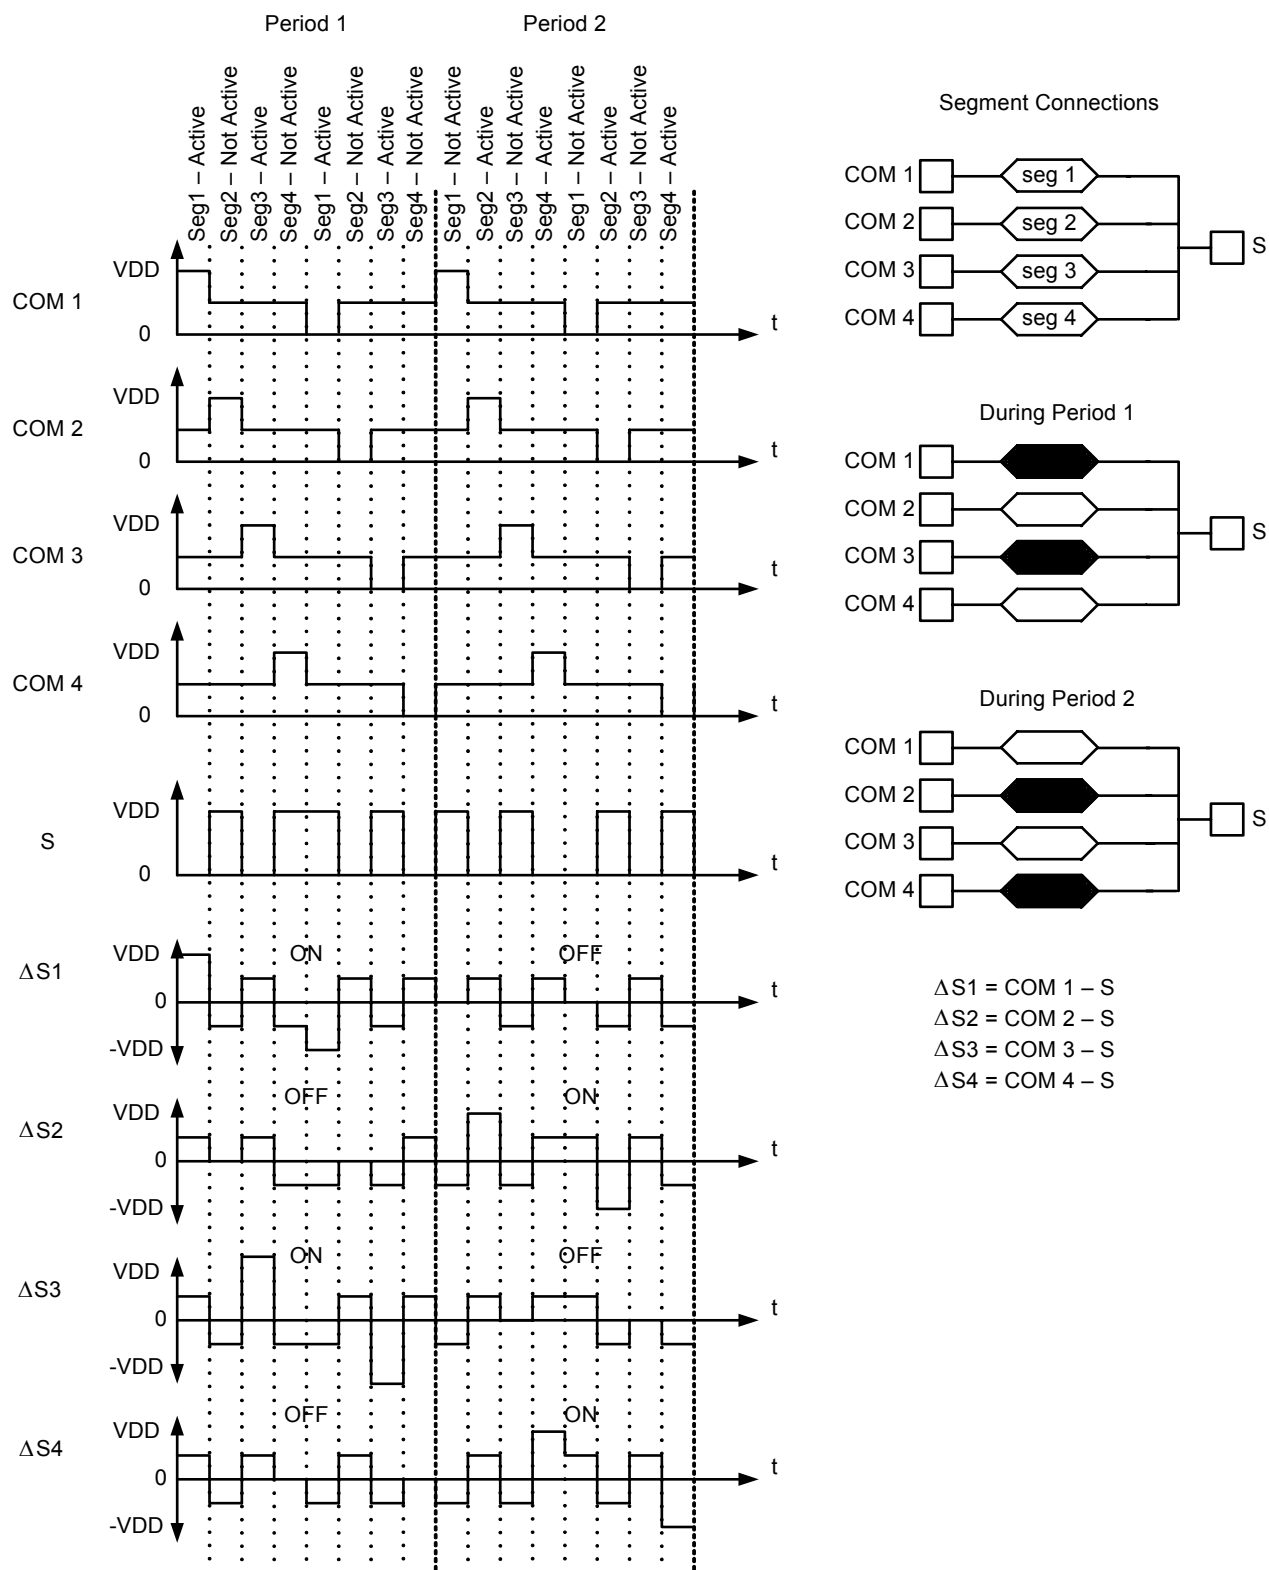 Period 1
Period 2
Seg1 – Active
Seg2 – Not Active
Seg3 – Active
Seg4 – Not Active
Seg1 – Active
Seg2 – Not Active
Seg3 – Active
Seg4 – Not Active
Seg1 – Not Active
Seg2 – Active
Seg3 – Not Active
Seg4 – Active
Seg1 – Not Active
Seg2 – Active
Seg3 – Not Active
Seg4 – Active
COM 1
VDD
0
t
COM 2
VDD
0
t
COM 3
VDD
0
t
COM 4
VDD
0
t
S
VDD
0
t
ΔS1
VDD
0
-VDD
ON
OFF
t
ΔS2
VDD
0
-VDD
OFF
ON
t
ΔS3
VDD
0
-VDD
ON
OFF
t
ΔS4
VDD
0
-VDD
OFF
ON
t
Segment Connections
COM 1 seg 1
COM 2 seg 2
COM 3 seg 3
COM 4 seg 4
S
During Period 1
COM 1
COM 2
COM 3
COM 4
S
During Period 2
COM 1
COM 2
COM 3
COM 4
S
ΔS1 = COM 1 – S
ΔS2 = COM 2 – S
ΔS3 = COM 3 – S
ΔS4 = COM 4 – S